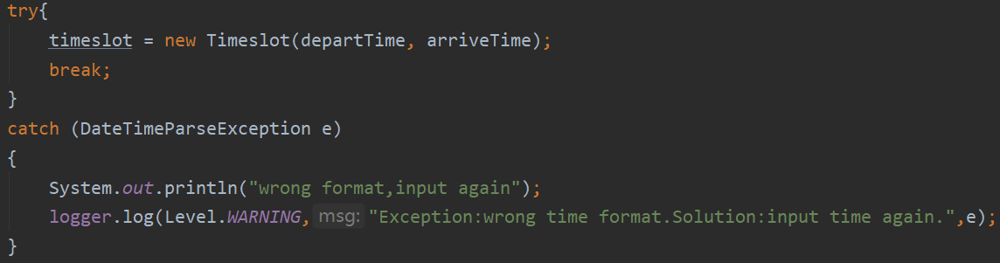 try{
timeslot = new Timeslot(departTime, arriveTime);
break;
}
catch (DateTimeParseException e)
{
System.out.println("wrong format,input again");
logger.log(Level.WARNING, msg: "Exception:wrong time format.Solution:input time again.",e);
}